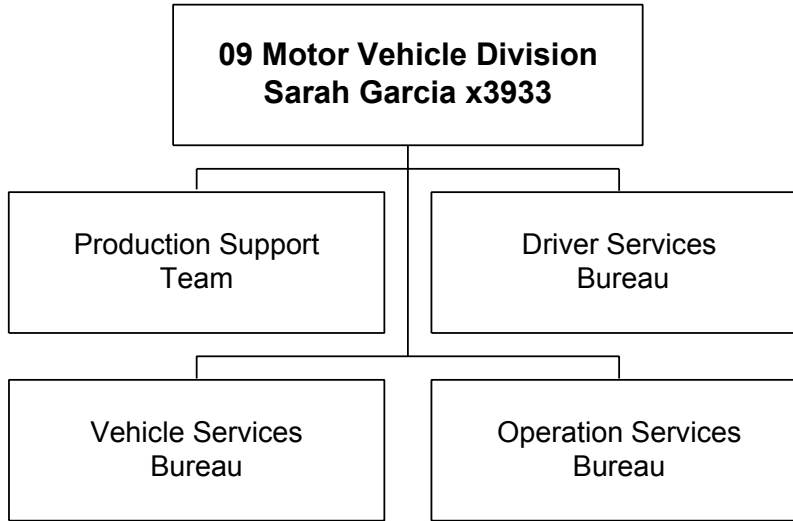 09 Motor Vehicle Division
Sarah Garcia x3933
Production Support
Team
Driver Services
Bureau
Vehicle Services
Bureau
Operation Services
Bureau